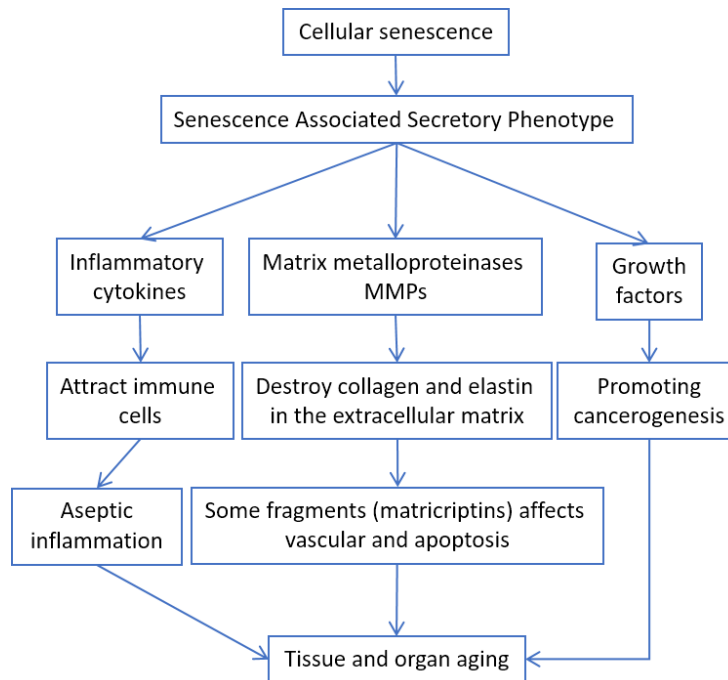 Cellular senescence
Senescence Associated Secretory Phenotype
Inflammatory
cytokines
Matrix metalloproteinases
MMPs
Growth
factors
Attract immune
cells
Destroy collagen and elastin
in the extracellular matrix
Promoting
cancerogenesis
Aseptic
inflammation
Some fragments (matricriptins) affects
vascular and apoptosis
Tissue and organ aging